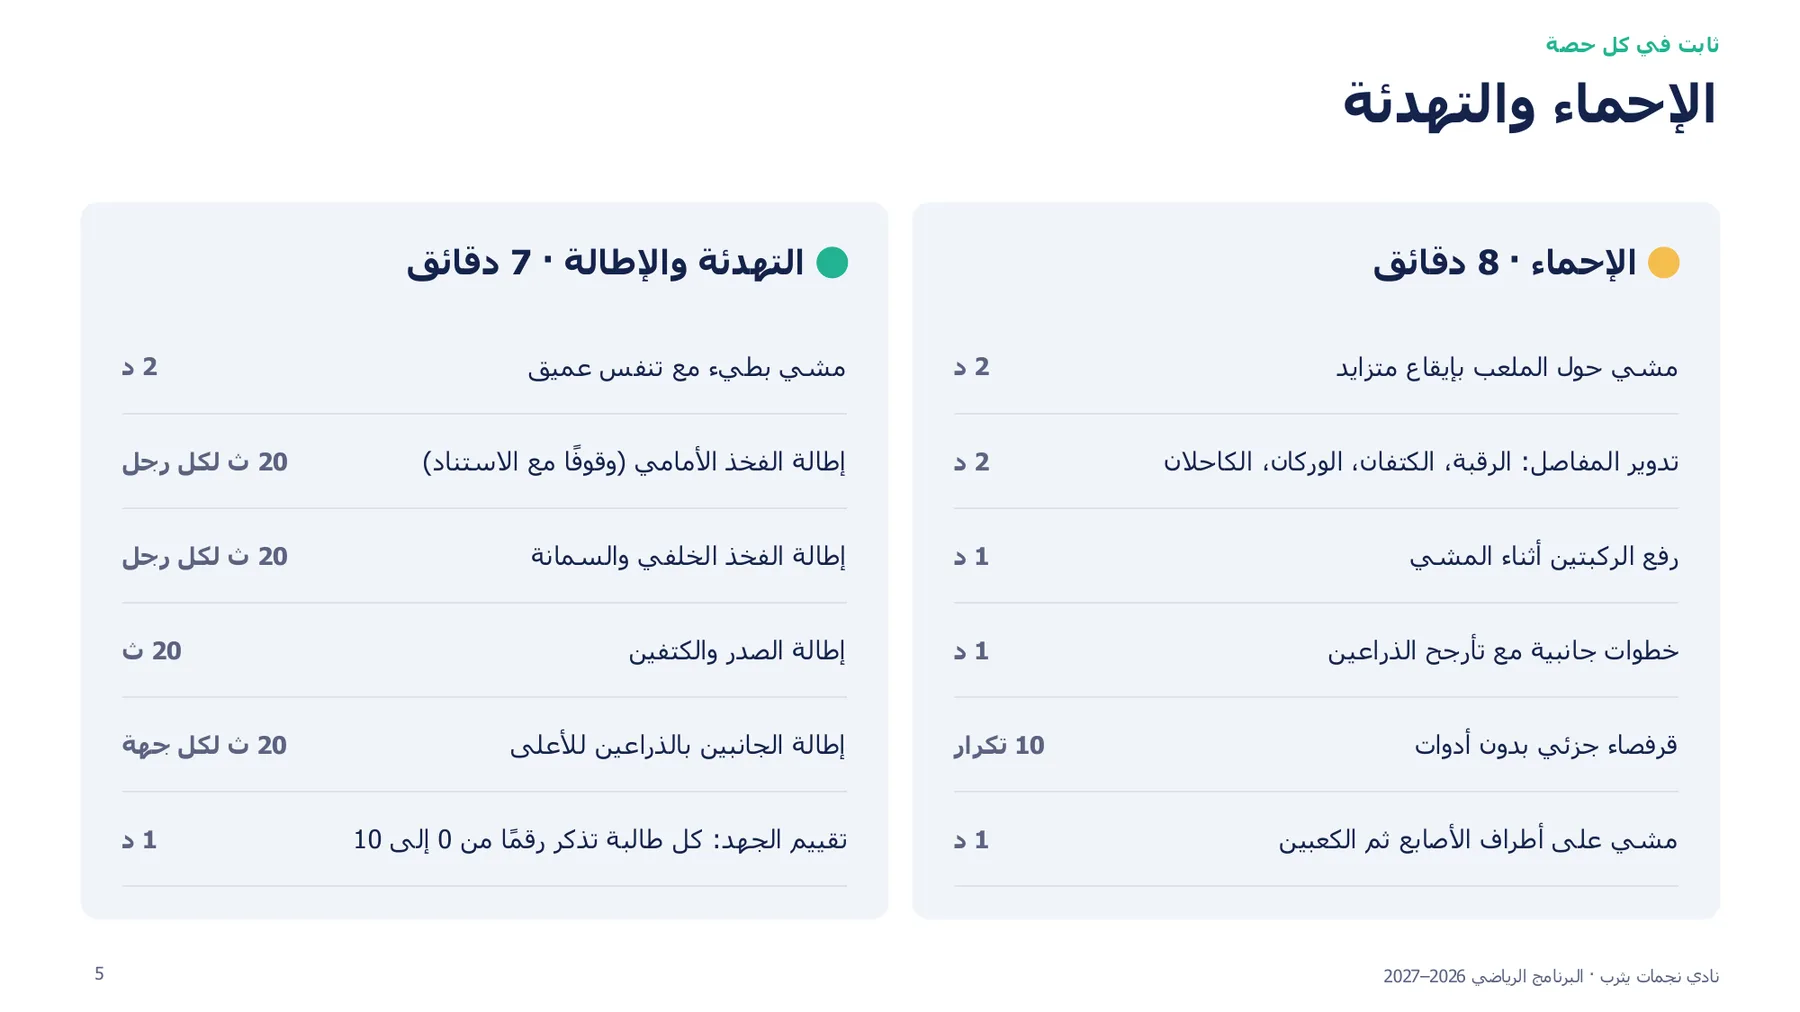 ثابت في كل حصة
الإحماء والتهدئة
الإحماء · 8 دقائق
مشي حول الملعب بإيقاع متزايد 2 د
تدوير المفاصل: الرقبة، الكتفان، الوركان، الكاحلان 2 د
رفع الركبتين أثناء المشي 1 د
خطوات جانبية مع تأرجح الذراعين 1 د
قرفصاء جزئي بدون أدوات 10 تكرار
مشي على أطراف الأصابع ثم الكعبين 1 د
التهدئة والإطالة · 7 دقائق
مشي بطيء مع تنفس عميق 2 د
إطالة الفخذ الأمامي (وقوفًا مع الاستناد) 20 ث لكل رجل
إطالة الفخذ الخلفي والسمانة 20 ث لكل رجل
إطالة الصدر والكتفين 20 ث
إطالة الجانبين بالذراعين للأعلى 20 ث لكل جهة
تقييم الجهد: كل طالبة تذكر رقمًا من 0 إلى 10 1 د
نادي نجمات يثرب · البرنامج الرياضي 2026–2027
5